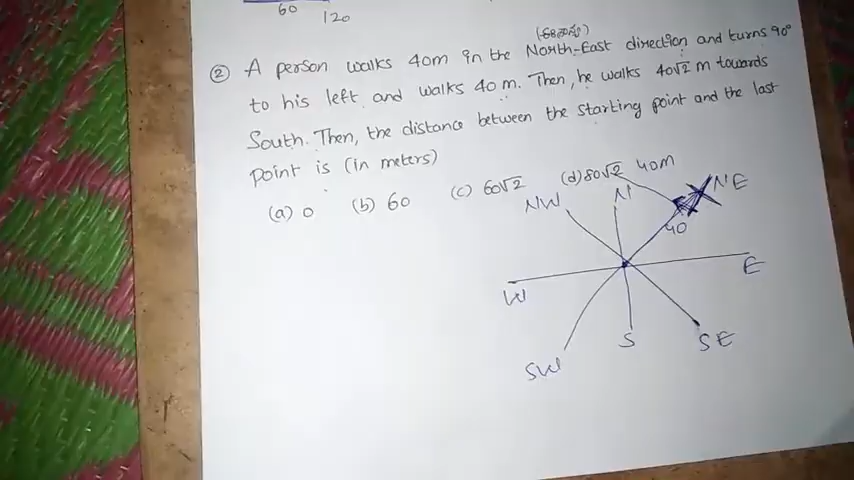 60
120
② A person walks 40m in the North-East direction and turns 90°
to his left and walks 40 m. Then, he walks 40√2 m towards
South. Then, the distance between the starting point and the last
point is (in meters)
(a) 0 (b) 60 (c) 60√2 (d) 80√2
40m
NW N NE
40
W E
SW S SE